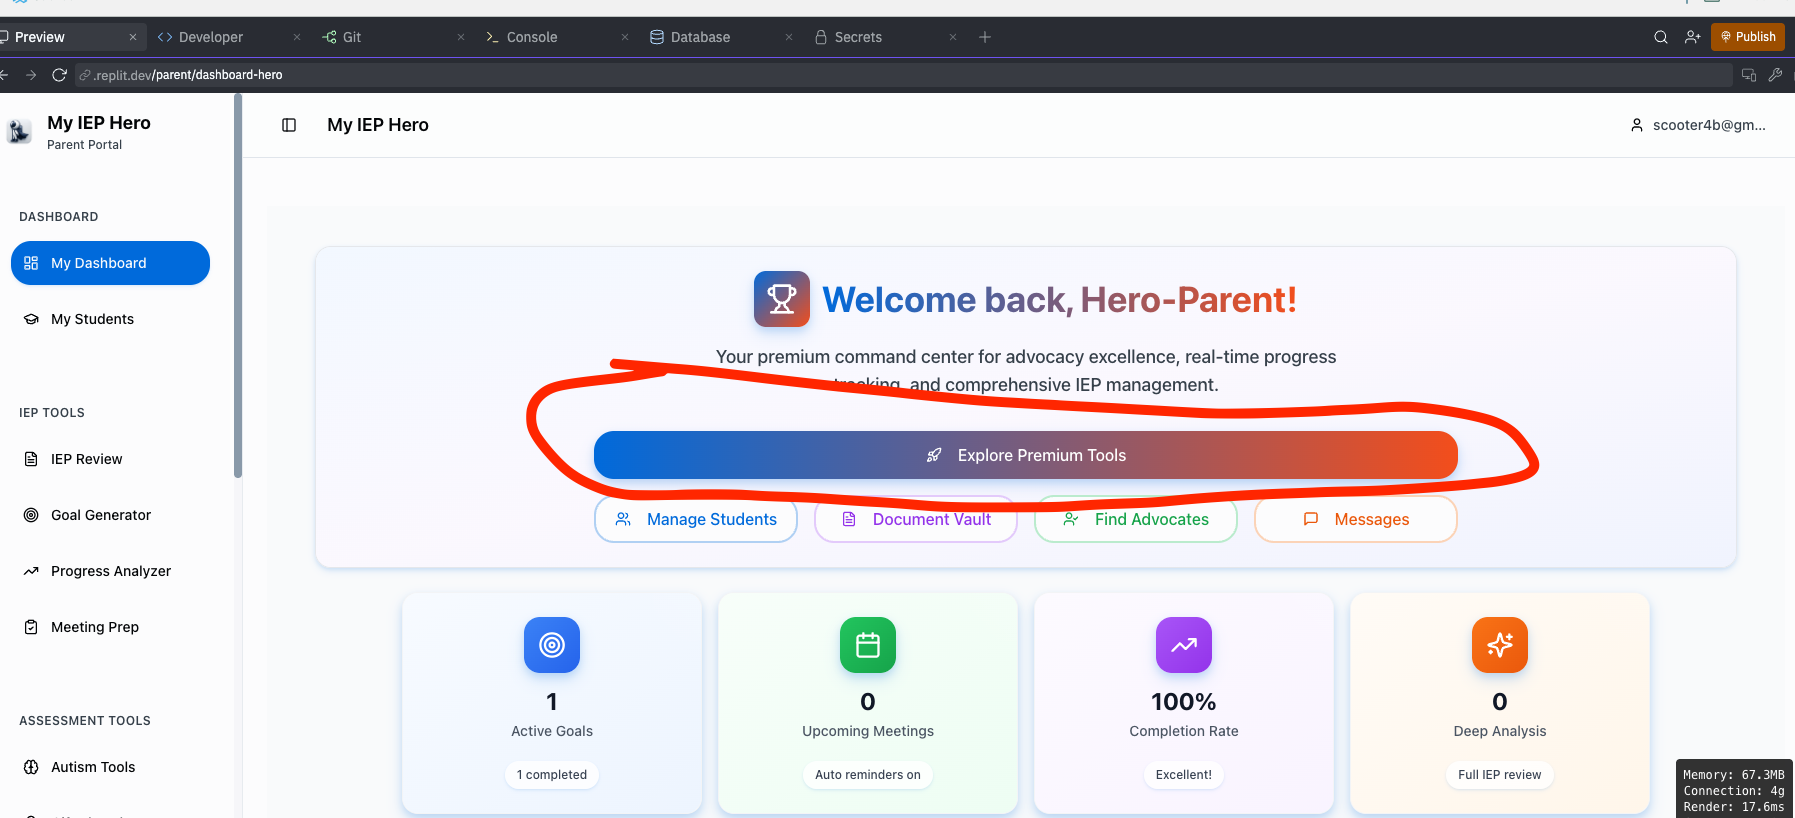 Preview
Developer
Git
Console
Database
Secrets
Publish
.replit.dev/parent/dashboard-hero
My IEP Hero
Parent Portal
My IEP Hero
scooter4b@gm...
DASHBOARD
My Dashboard
My Students
IEP TOOLS
IEP Review
Goal Generator
Progress Analyzer
Meeting Prep
ASSESSMENT TOOLS
Autism Tools
Welcome back, Hero-Parent!
Your premium command center for advocacy excellence, real-time progress
tracking, and comprehensive IEP management.
Explore Premium Tools
Manage Students
Document Vault
Find Advocates
Messages
1
Active Goals
1 completed
0
Upcoming Meetings
Auto reminders on
100%
Completion Rate
Excellent!
0
Deep Analysis
Full IEP review
Memory: 67.3MB
Connection: 4g
Render: 17.6ms